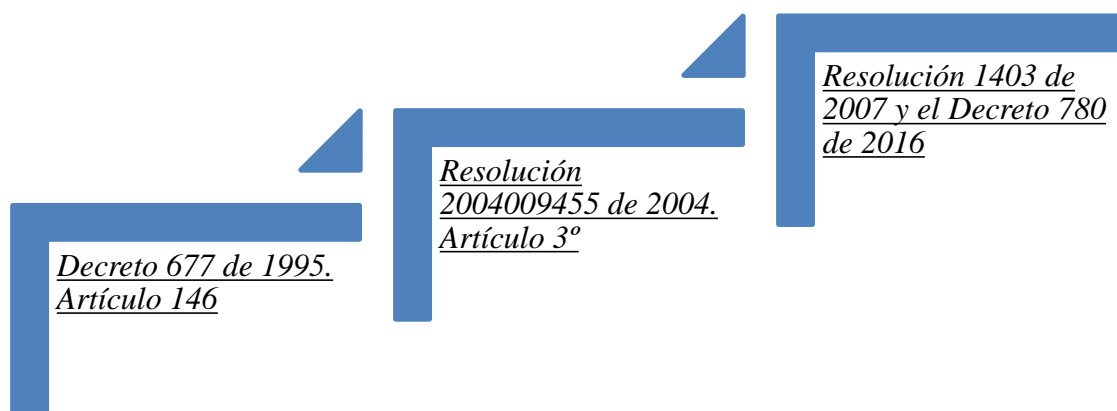 Decreto 677 de 1995.
Artículo 146
Resolución
2004009455 de 2004.
Artículo 3º
Resolución 1403 de
2007 y el Decreto 780
de 2016